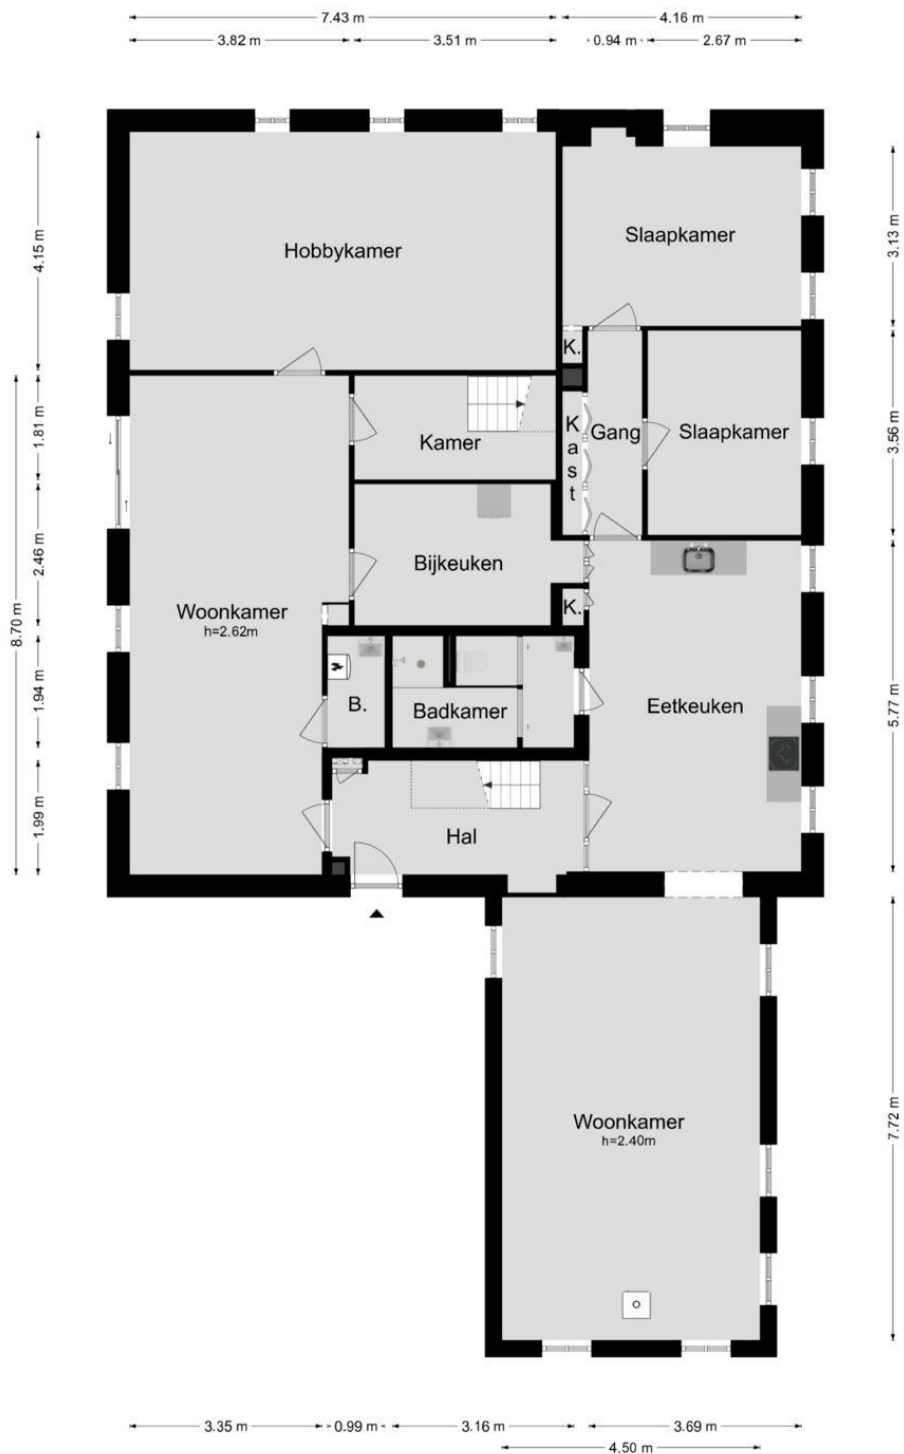 7.43 m
4.16 m
3.82 m
3.51 m
0.94 m
2.67 m
4.15 m
3.13 m
Hobbykamer
Slaapkamer
K.
1.81 m
Kamer
Kast
Gang
Slaapkamer
3.56 m
2.46 m
Bijkeuken
8.70 m
Woonkamer
h=2.62m
K.
1.94 m
B.
Badkamer
Eetkeuken
5.77 m
1.99 m
Hal
Woonkamer
h=2.40m
7.72 m
3.35 m
0.99 m
3.16 m
3.69 m
4.50 m